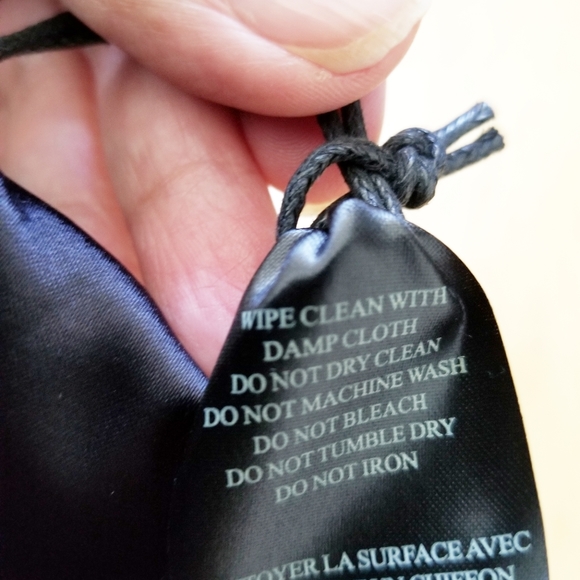 WIPE CLEAN WITH
DAMP CLOTH
DO NOT DRY CLEAN
DO NOT MACHINE WASH
DO NOT BLEACH
DO NOT TUMBLE DRY
DO NOT IRON
LA SURFACE AVEC